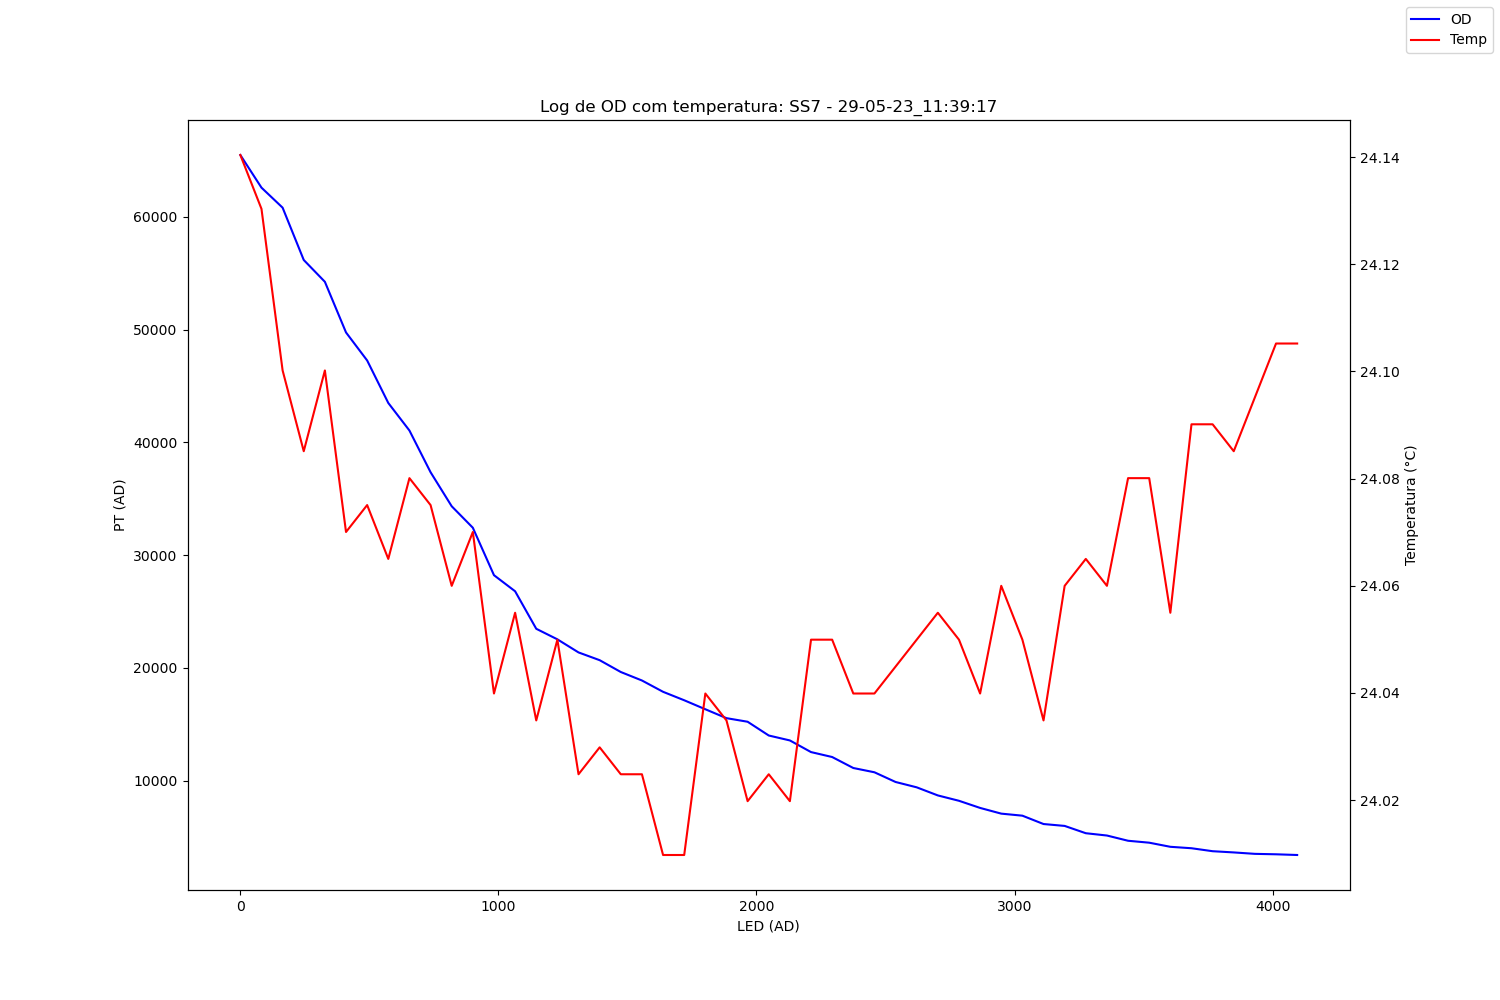 OD
Temp
Log de OD com temperatura: SS7 - 29-05-23_11:39:17
60000
50000
40000
30000
20000
10000
PT (AD)
24.14
24.12
24.10
24.08
24.06
24.04
24.02
Temperatura (°C)
0 1000 2000 3000 4000
LED (AD)